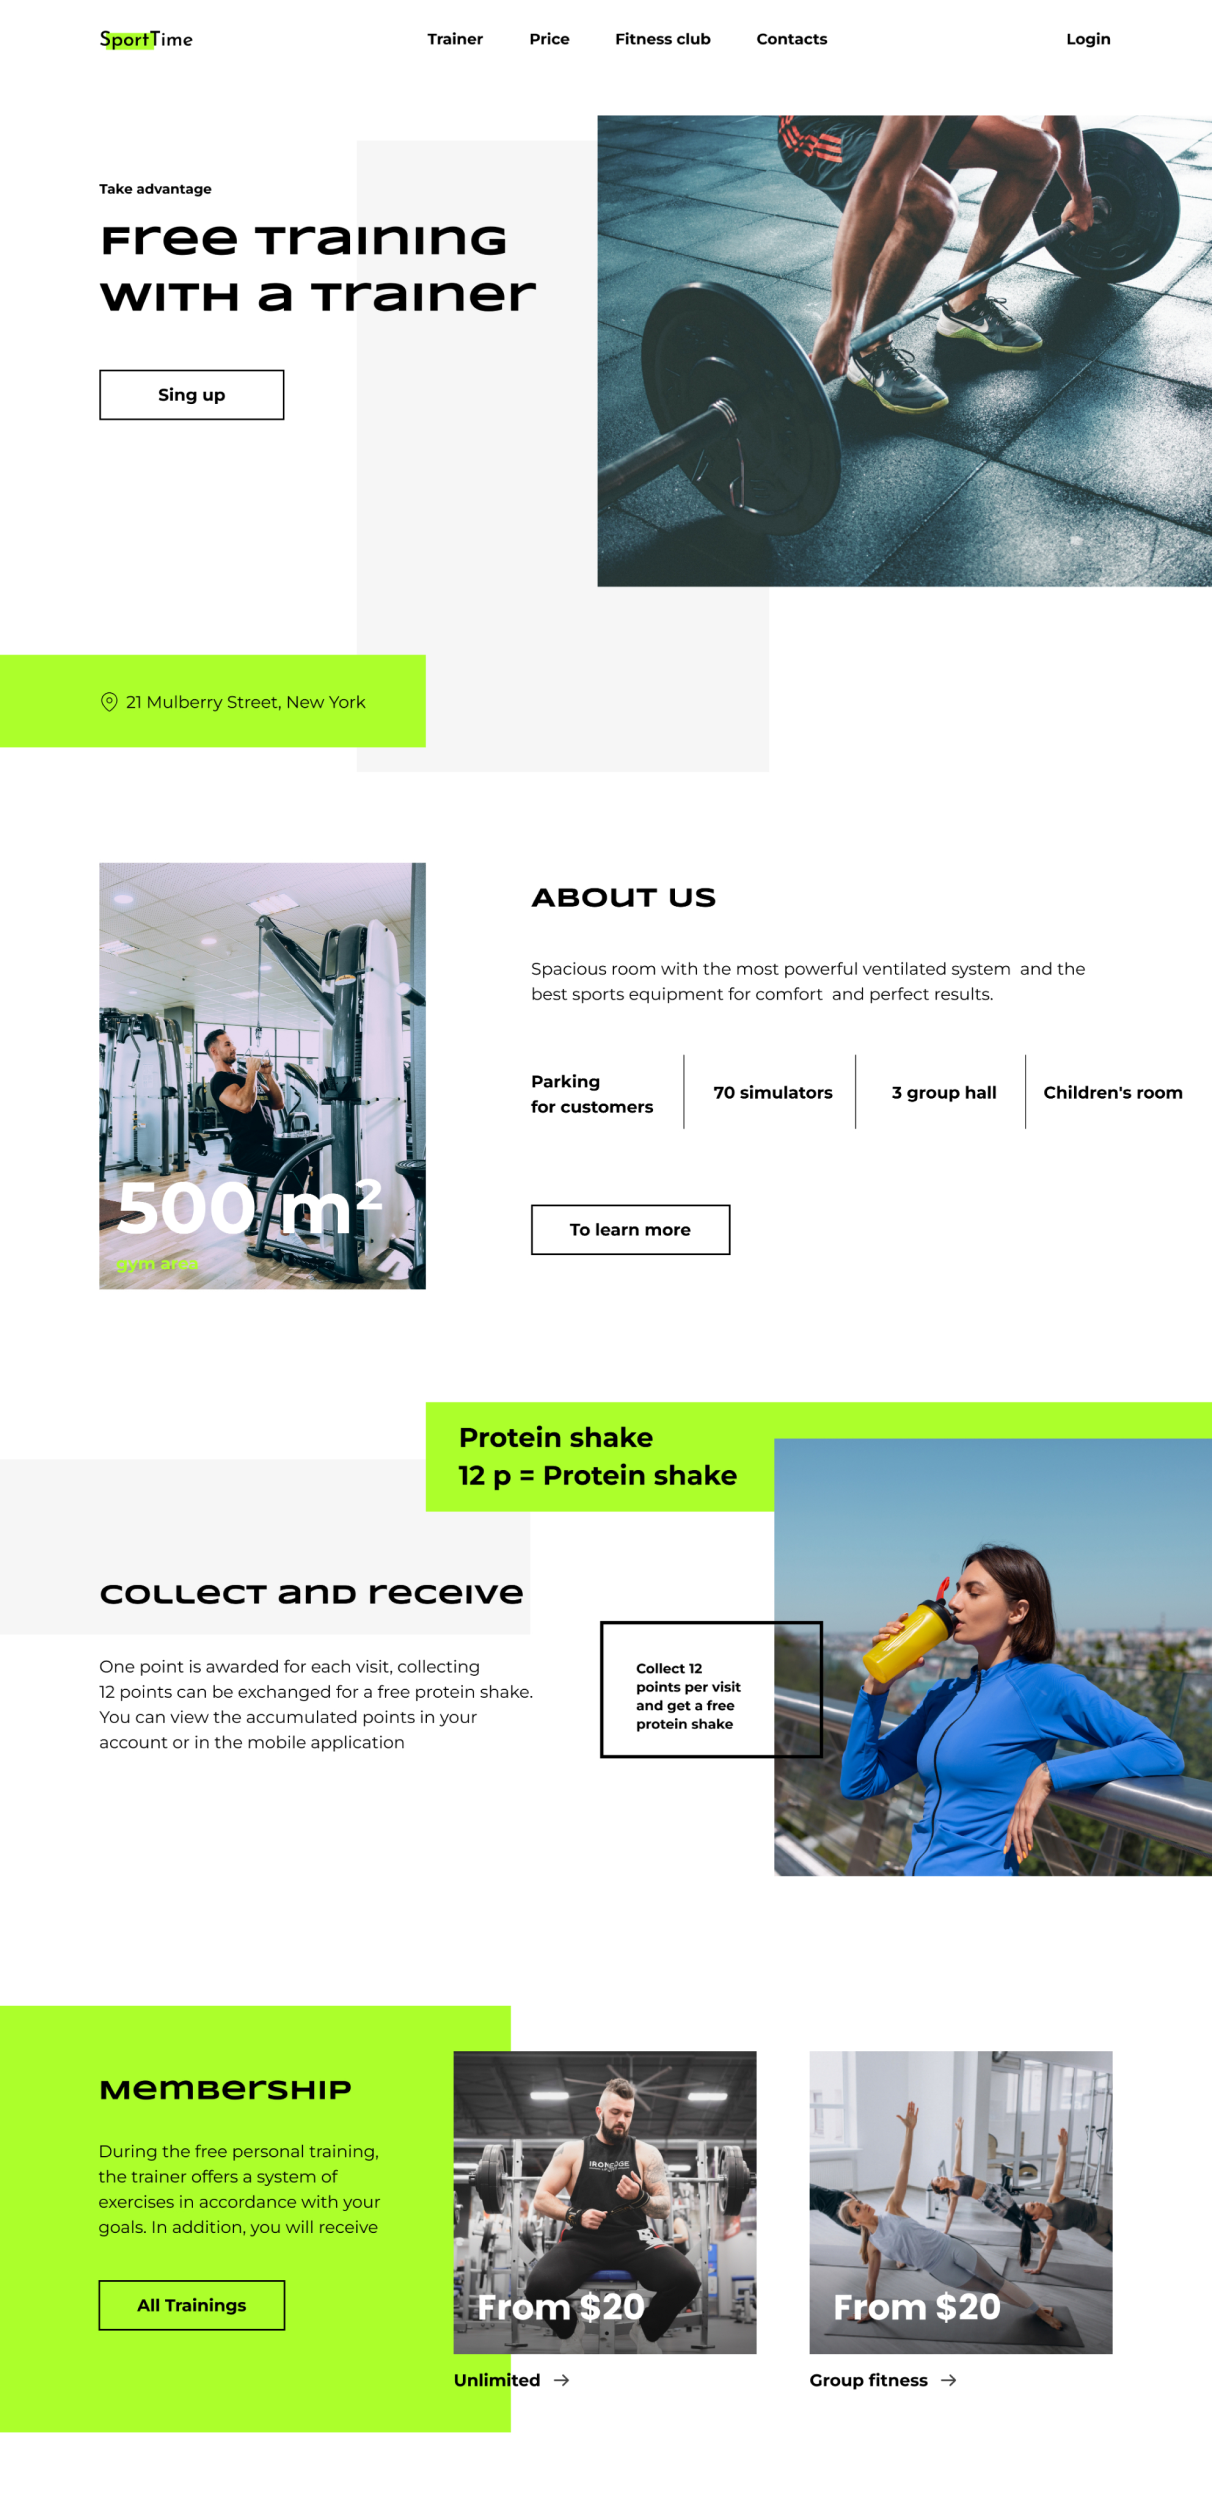 SportTime
Trainer
Price
Fitness club
Contacts
Login
Take advantage
Free Training
with a Trainer
Sing up
21 Mulberry Street, New York
500 m²
gym area
About us
Spacious room with the most powerful ventilated system and the
best sports equipment for comfort and perfect results.
Parking
for customers
70 simulators
3 group hall
Children's room
To learn more
Protein shake
12 p = Protein shake
Collect and receive
One point is awarded for each visit, collecting
12 points can be exchanged for a free protein shake.
You can view the accumulated points in your
account or in the mobile application
Collect 12
points per visit
and get a free
protein shake
Membership
During the free personal training,
the trainer offers a system of
exercises in accordance with your
goals. In addition, you will receive
All Trainings
IRON EDGE
From $20
Unlimited
From $20
Group fitness